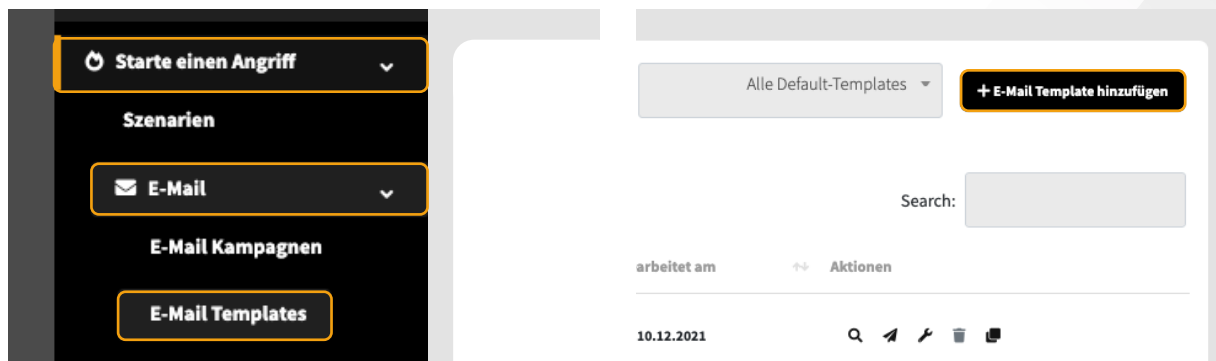 Starte einen Angriff
Szenarien
E-Mail
E-Mail Kampagnen
E-Mail Templates
Alle Default-Templates
+ E-Mail Template hinzufügen
Search:
arbeitet am
Aktionen
10.12.2021